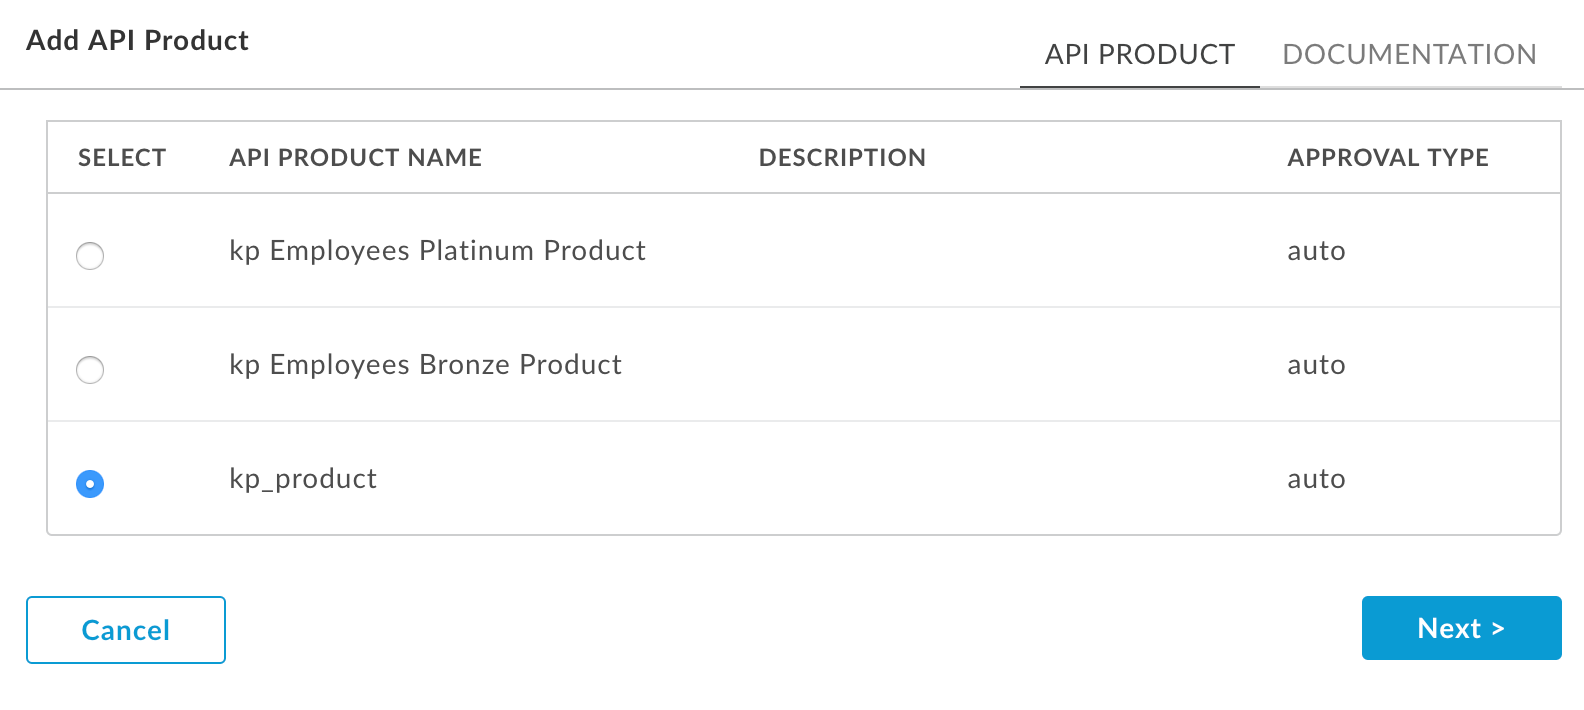 Add API Product
API PRODUCT DOCUMENTATION
SELECT API PRODUCT NAME DESCRIPTION APPROVAL TYPE
kp Employees Platinum Product auto
kp Employees Bronze Product auto
kp_product auto
Cancel Next >